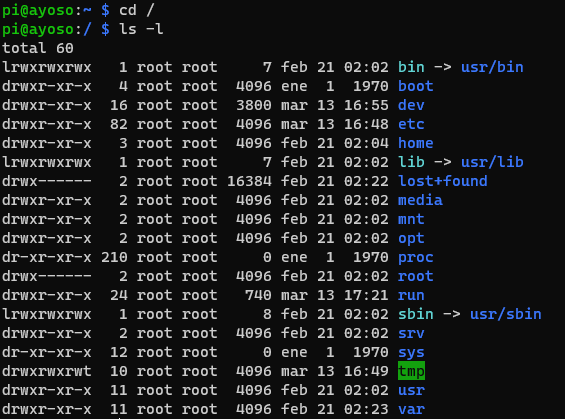 pi@ayoso:~ $ cd /
pi@ayoso:/ $ ls -l
total 60
lrwxrwxrwx   1 root root     7 feb 21 02:02 bin -> usr/bin
drwxr-xr-x   4 root root  4096 ene  1  1970 boot
drwxr-xr-x  16 root root  3800 mar 13 16:55 dev
drwxr-xr-x  82 root root  4096 mar 13 16:48 etc
drwxr-xr-x   3 root root  4096 feb 21 02:04 home
lrwxrwxrwx   1 root root     7 feb 21 02:02 lib -> usr/lib
drwx------   2 root root 16384 feb 21 02:22 lost+found
drwxr-xr-x   2 root root  4096 feb 21 02:02 media
drwxr-xr-x   2 root root  4096 feb 21 02:02 mnt
drwxr-xr-x   2 root root  4096 feb 21 02:02 opt
dr-xr-xr-x 210 root root     0 ene  1  1970 proc
drwx------   2 root root  4096 feb 21 02:02 root
drwxr-xr-x  24 root root   740 mar 13 17:21 run
lrwxrwxrwx   1 root root     8 feb 21 02:02 sbin -> usr/sbin
drwxr-xr-x   2 root root  4096 feb 21 02:02 srv
dr-xr-xr-x  12 root root     0 ene  1  1970 sys
drwxrwxrwt  10 root root  4096 mar 13 16:49 tmp
drwxr-xr-x  11 root root  4096 feb 21 02:02 usr
drwxr-xr-x  11 root root  4096 feb 21 02:23 var